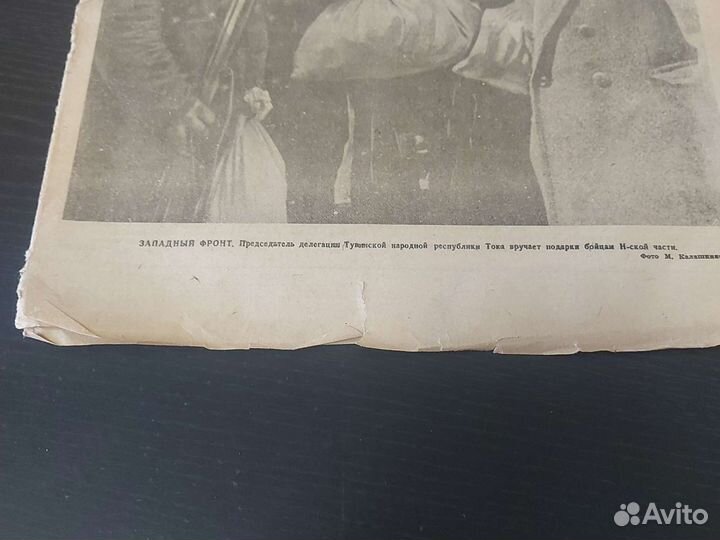 ЗАПАДНЫЙ ФРОНТ. Председатель делегации Тувинской народной республики Тока вручает подарки бойцам Н-ской части.
Фото М.
Avito